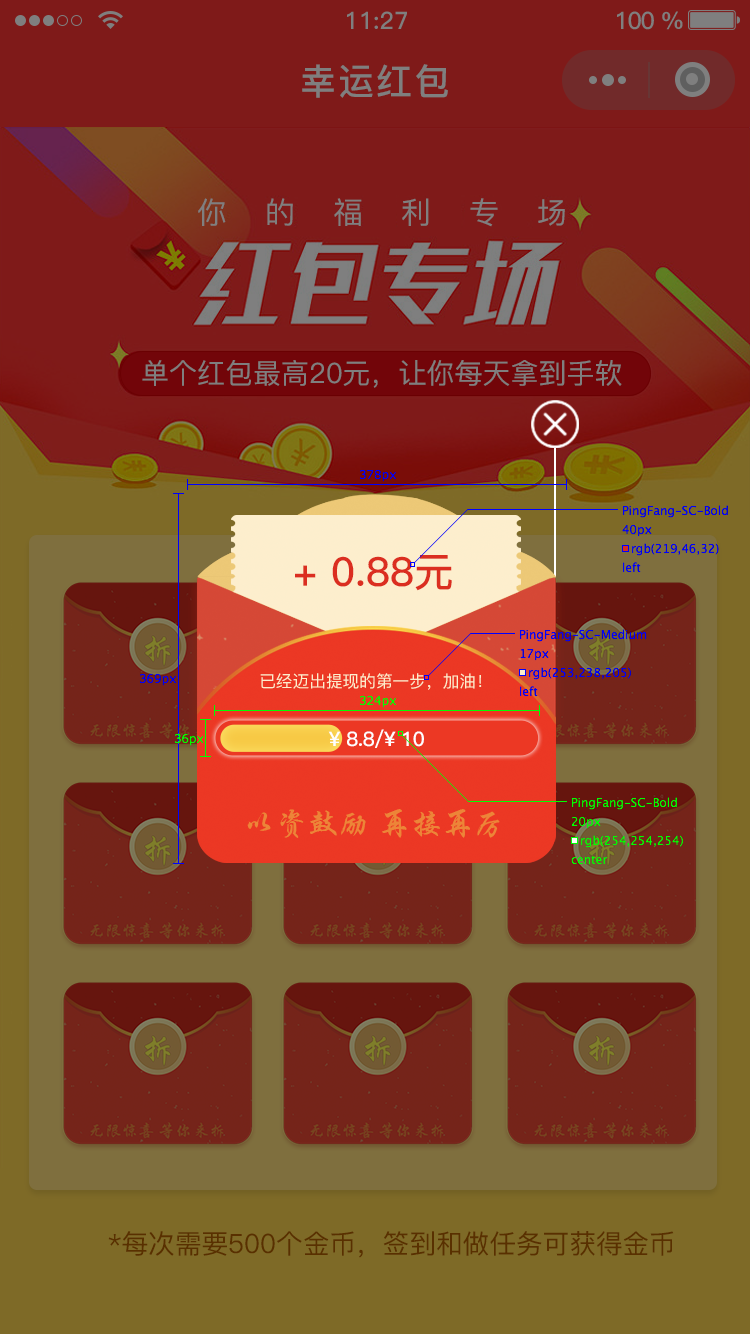 11:27
100 %
幸运红包
你的福利专场
红包专场
单个红包最高20元，让你每天拿到手软
378px
PingFang-SC-Bold
40px
rgb(219,46,32)
left
+ 0.88元
PingFang-SC-Medium
17px
rgb(253,238,205)
left
拆
拆
369px
已经迈出提现的第一步，加油！
324px
36px
¥ 8.8/¥ 10
无限惊喜 等你来拆
无限惊喜 等你来拆
PingFang-SC-Bold
20px
rgb(254,254,254)
center
以资鼓励 再接再厉
拆
拆
无限惊喜 等你来拆
无限惊喜 等你来拆
无限惊喜 等你来拆
拆
拆
拆
无限惊喜 等你来拆
无限惊喜 等你来拆
无限惊喜 等你来拆
*每次需要500个金币，签到和做任务可获得金币